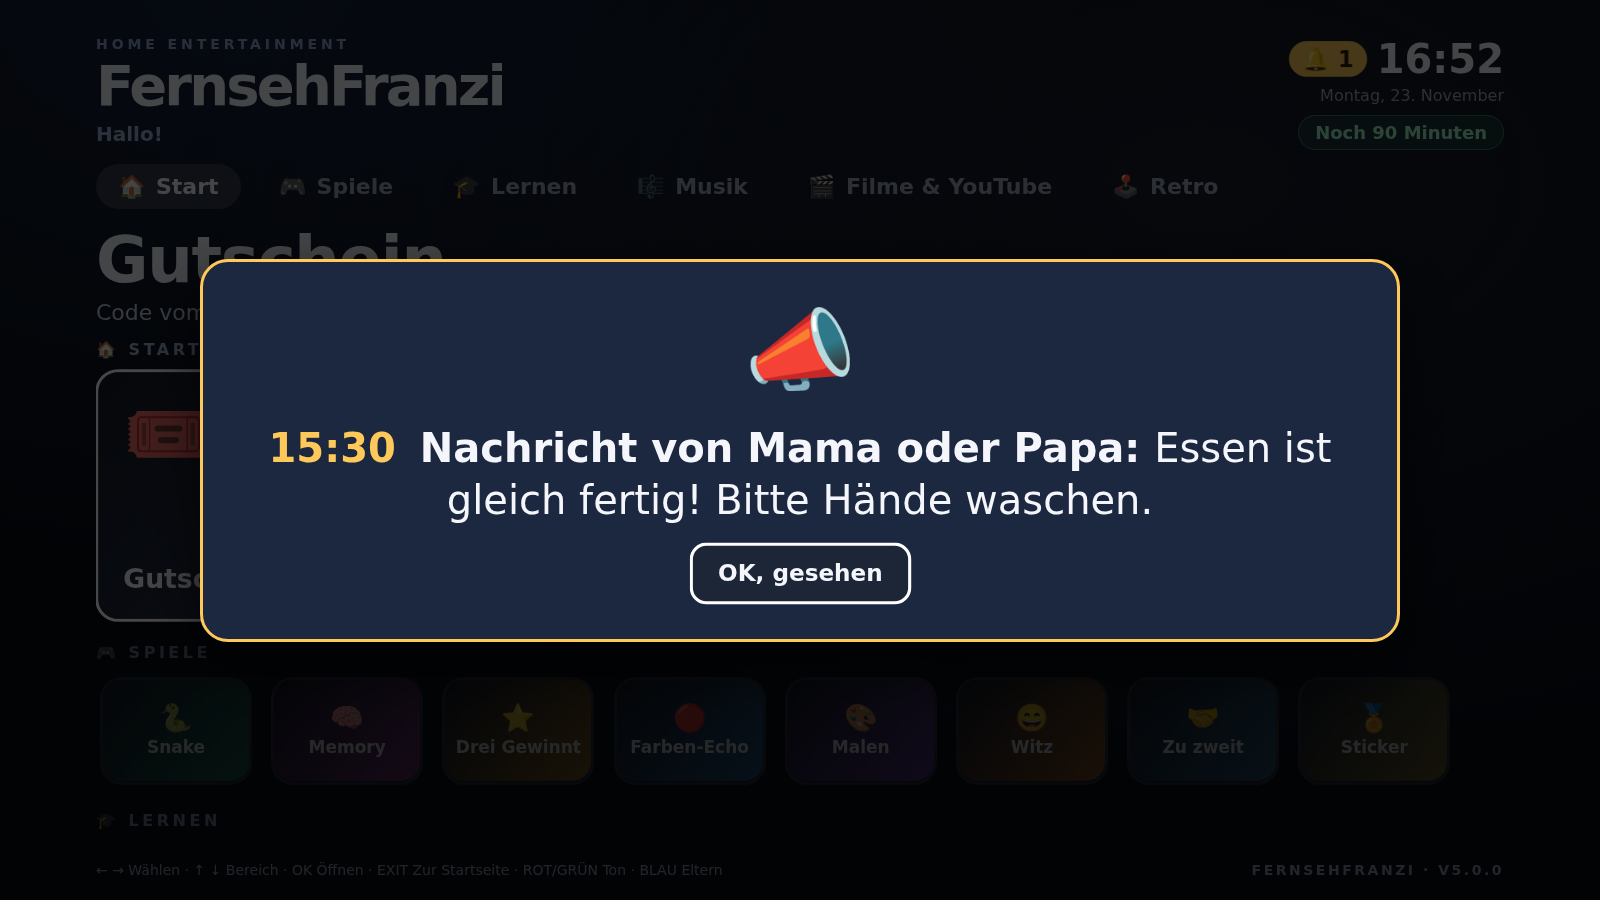 HOME ENTERTAINMENT
FernsehFranzi
Hallo!
1 16:52
Montag, 23. November
Noch 90 Minuten
Start Spiele Lernen Musik Filme & YouTube Retro
Gutschein
Code vom
START
15:30 Nachricht von Mama oder Papa: Essen ist
gleich fertig! Bitte Hände waschen.
OK, gesehen
SPIELE
Snake Memory Drei Gewinnt Farben-Echo Malen Witz Zu zweit Sticker
LERNEN
← → Wählen · ↑ ↓ Bereich · OK Öffnen · EXIT Zur Startseite · ROT/GRÜN Ton · BLAU Eltern
FERNSEHFRANZI · V5.0.0